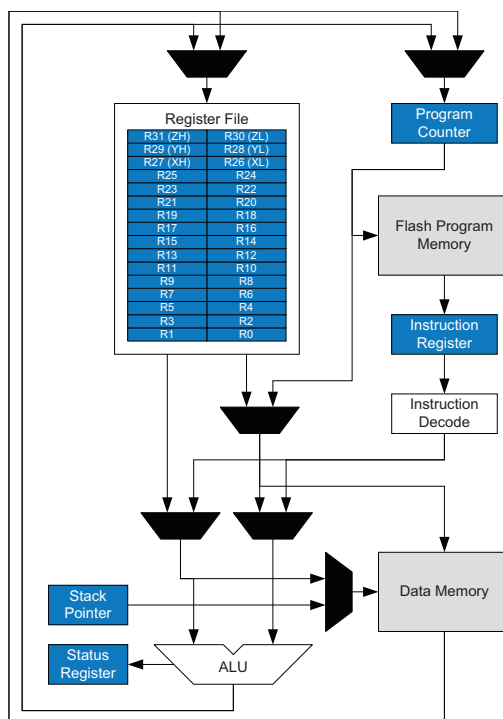 Register File
R31 (ZH) R30 (ZL)
R29 (YH) R28 (YL)
R27 (XH) R26 (XL)
R25 R24
R23 R22
R21 R20
R19 R18
R17 R16
R15 R14
R13 R12
R11 R10
R9 R8
R7 R6
R5 R4
R3 R2
R1 R0
Program
Counter
Flash Program
Memory
Instruction
Register
Instruction
Decode
Data Memory
Stack
Pointer
Status
Register
ALU